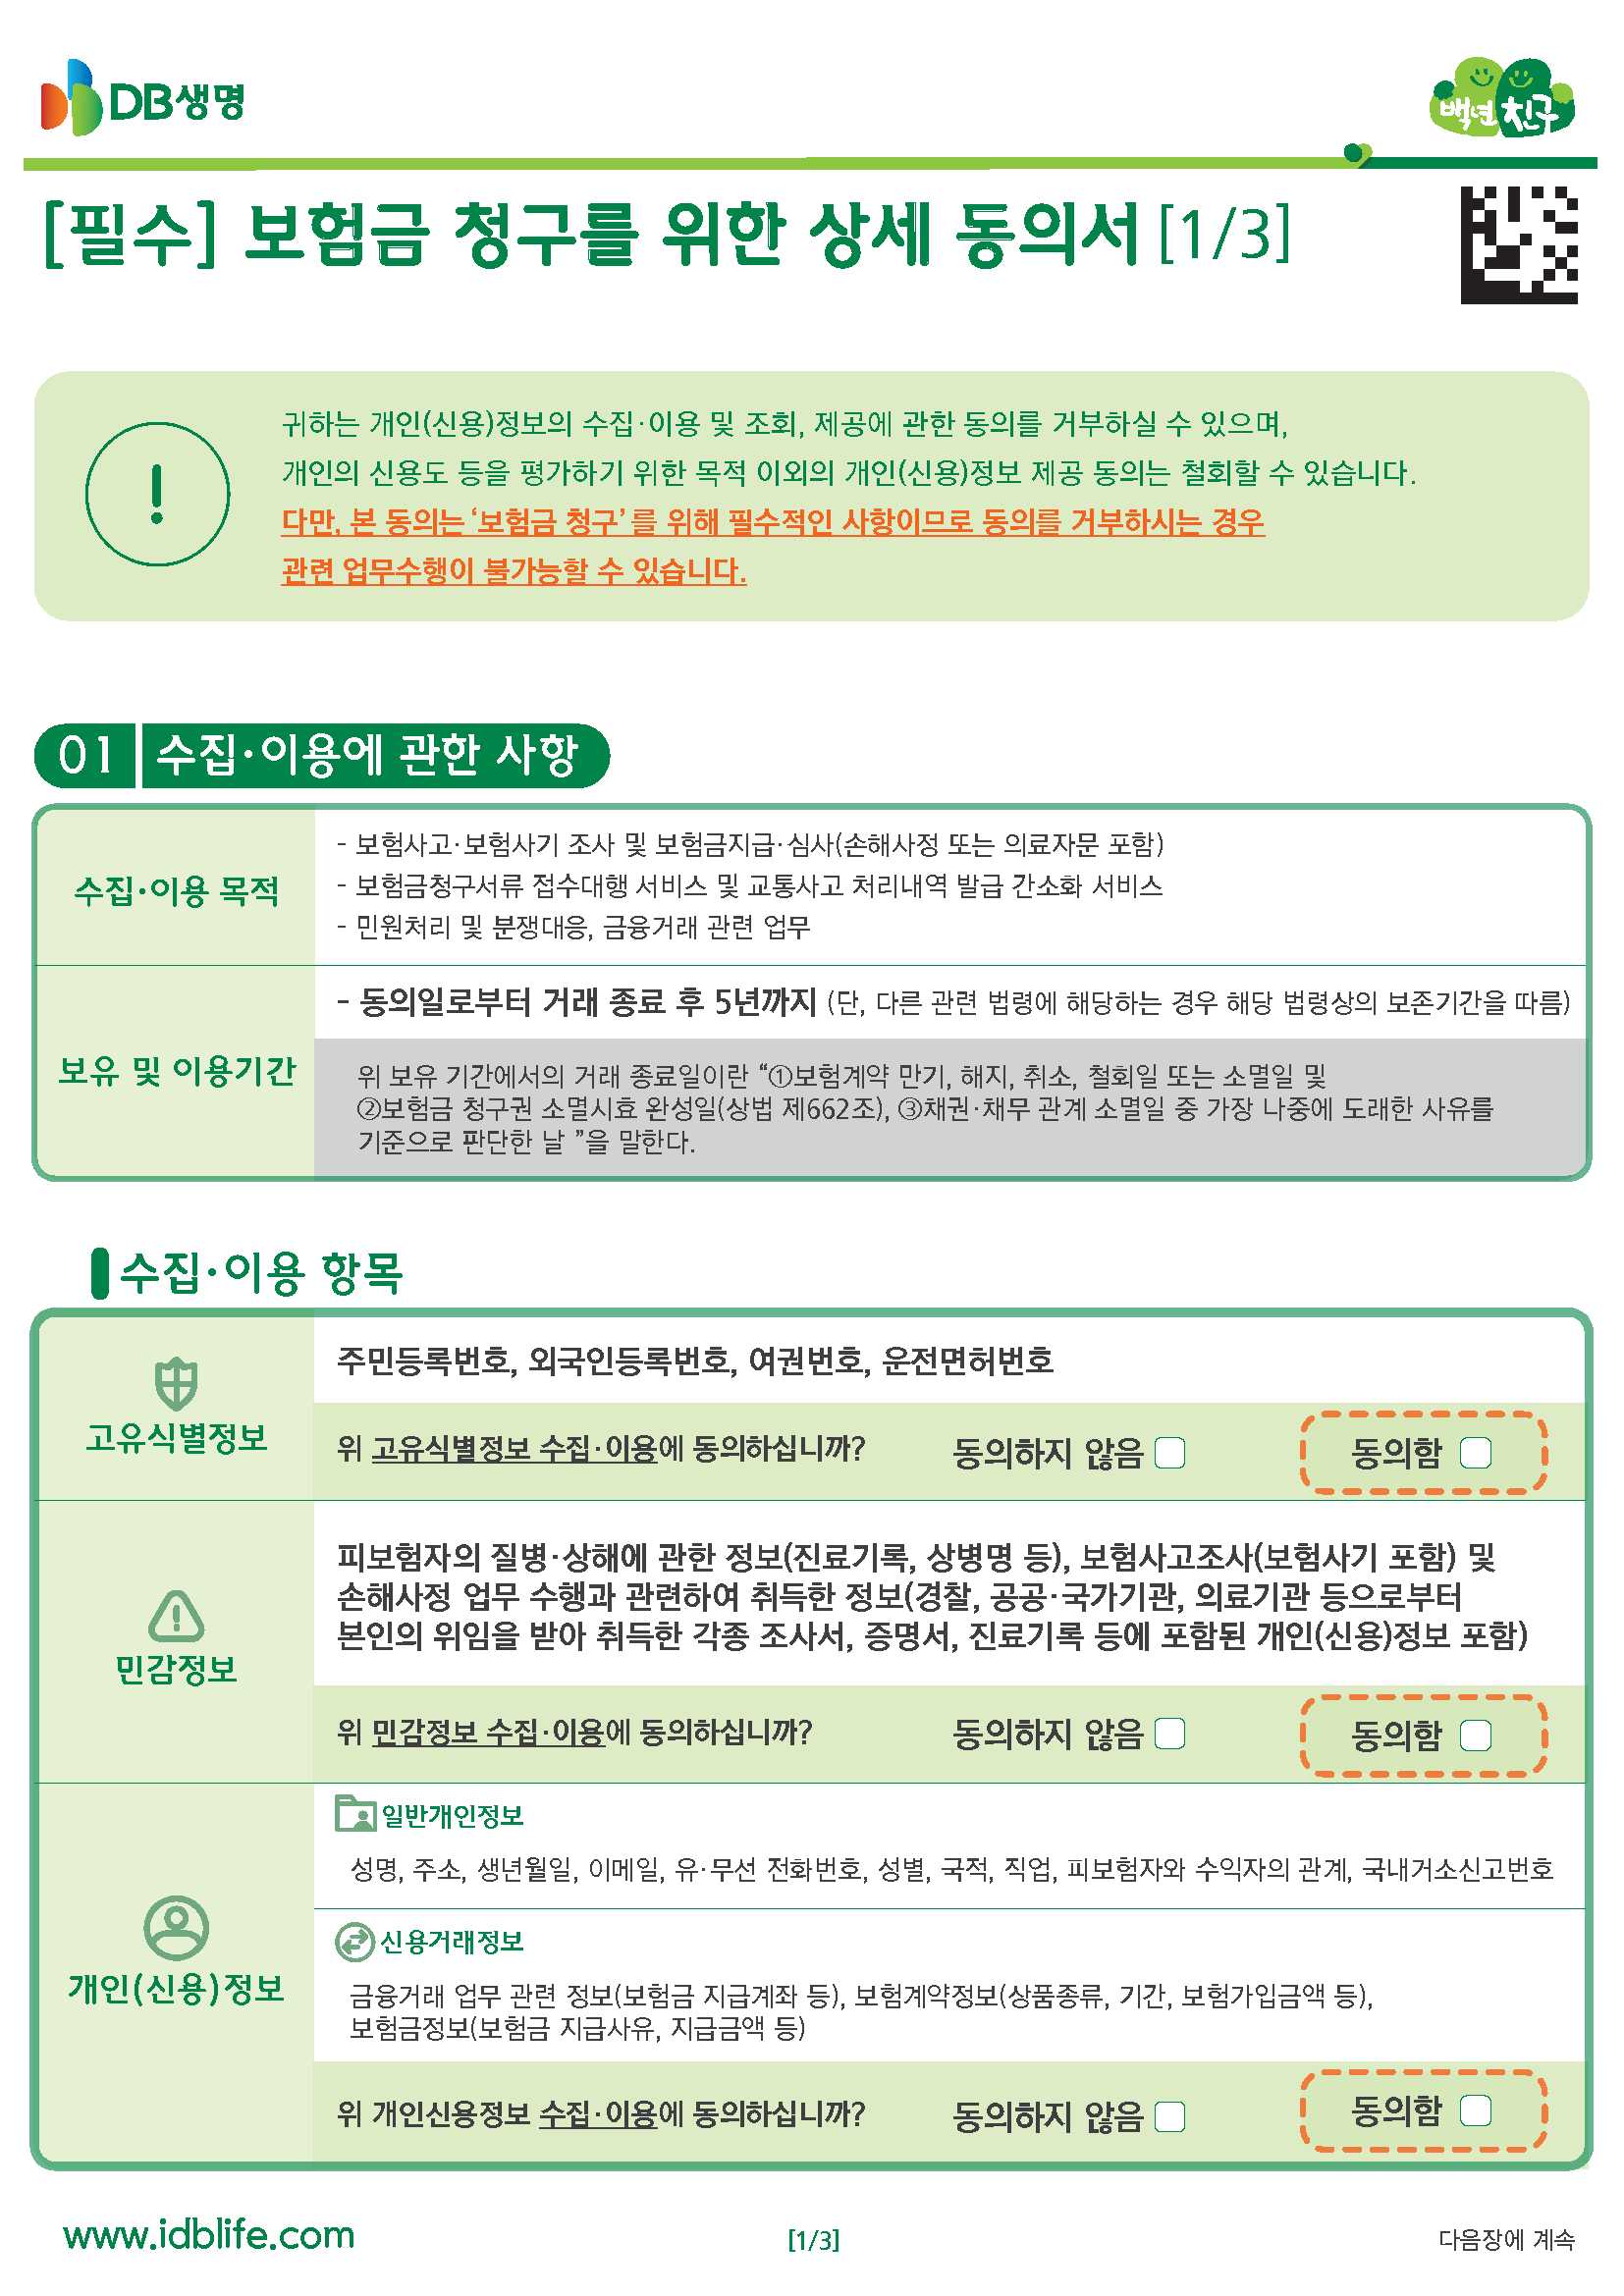 DB생명
백년친구
[필수] 보험금 청구를 위한 상세 동의서 [1/3]
귀하는 개인(신용)정보의 수집·이용 및 조회, 제공에 관한 동의를 거부하실 수 있으며,
개인의 신용도 등을 평가하기 위한 목적 이외의 개인(신용)정보 제공 동의는 철회할 수 있습니다.
다만, 본 동의는 ‘보험금 청구’를 위해 필수적인 사항이므로 동의를 거부하시는 경우
관련 업무수행이 불가능할 수 있습니다.
01 수집·이용에 관한 사항
수집·이용 목적
- 보험사고·보험사기 조사 및 보험금지급·심사(손해사정 또는 의료자문 포함)
- 보험금청구서류 접수대행 서비스 및 교통사고 처리내역 발급 간소화 서비스
- 민원처리 및 분쟁대응, 금융거래 관련 업무
보유 및 이용기간
- 동의일로부터 거래 종료 후 5년까지 (단, 다른 관련 법령에 해당하는 경우 해당 법령상의 보존기간을 따름)
위 보유 기간에서의 거래 종료일이란 “①보험계약 만기, 해지, 취소, 철회일 또는 소멸일 및
②보험금 청구권 소멸시효 완성일(상법 제662조), ③채권·채무 관계 소멸일 중 가장 나중에 도래한 사유를
기준으로 판단한 날 ”을 말한다.
수집·이용 항목
고유식별정보
주민등록번호, 외국인등록번호, 여권번호, 운전면허번호
위 고유식별정보 수집·이용에 동의하십니까? 동의하지 않음 동의함
민감정보
피보험자의 질병·상해에 관한 정보(진료기록, 상병명 등), 보험사고조사(보험사기 포함) 및
손해사정 업무 수행과 관련하여 취득한 정보(경찰, 공공·국가기관, 의료기관 등으로부터
본인의 위임을 받아 취득한 각종 조사서, 증명서, 진료기록 등에 포함된 개인(신용)정보 포함)
위 민감정보 수집·이용에 동의하십니까? 동의하지 않음 동의함
개인(신용)정보
일반개인정보
성명, 주소, 생년월일, 이메일, 유·무선 전화번호, 성별, 국적, 직업, 피보험자와 수익자의 관계, 국내거소신고번호
신용거래정보
금융거래 업무 관련 정보(보험금 지급계좌 등), 보험계약정보(상품종류, 기간, 보험가입금액 등),
보험금정보(보험금 지급사유, 지급금액 등)
위 개인신용정보 수집·이용에 동의하십니까? 동의하지 않음 동의함
www.idblife.com
[1/3]
다음장에 계속